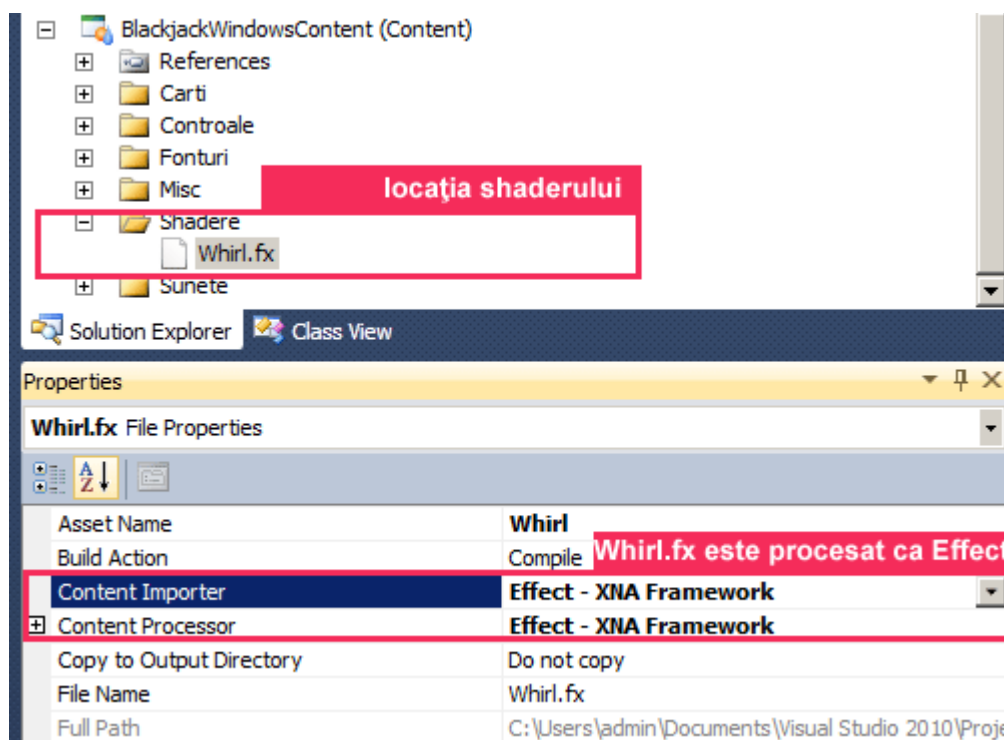 BlackjackWindowsContent (Content)
References
Carti
Controale
Fonturi
Misc
locaţia shaderului
Shadere
Whirl.fx
Sunete
Solution Explorer Class View
Properties
Whirl.fx File Properties
Asset Name Whirl
Build Action Compile
Whirl.fx este procesat ca Effect
Content Importer Effect - XNA Framework
Content Processor Effect - XNA Framework
Copy to Output Directory Do not copy
File Name Whirl.fx
Full Path C:\Users\admin\Documents\Visual Studio 2010\Proje